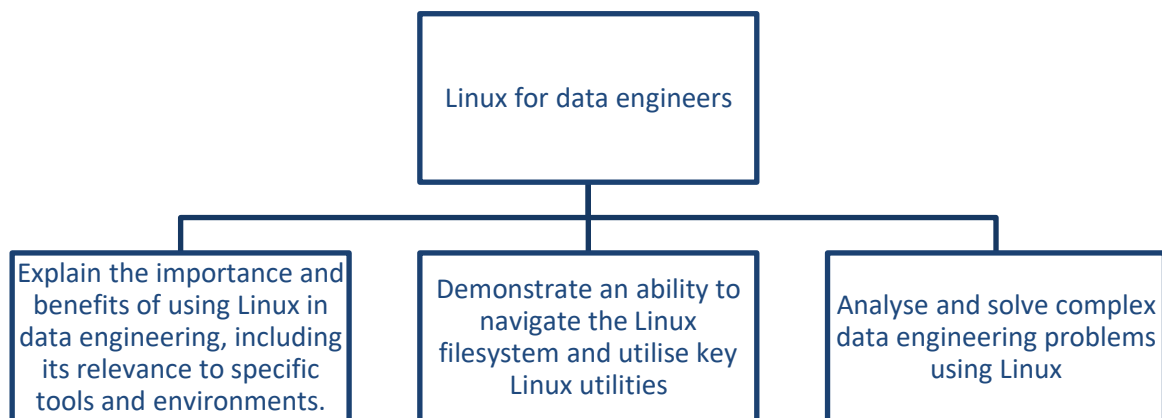 Linux for data engineers
Explain the importance and
benefits of using Linux in
data engineering, including
its relevance to specific
tools and environments.
Demonstrate an ability to
navigate the Linux
filesystem and utilise key
Linux utilities
Analyse and solve complex
data engineering problems
using Linux